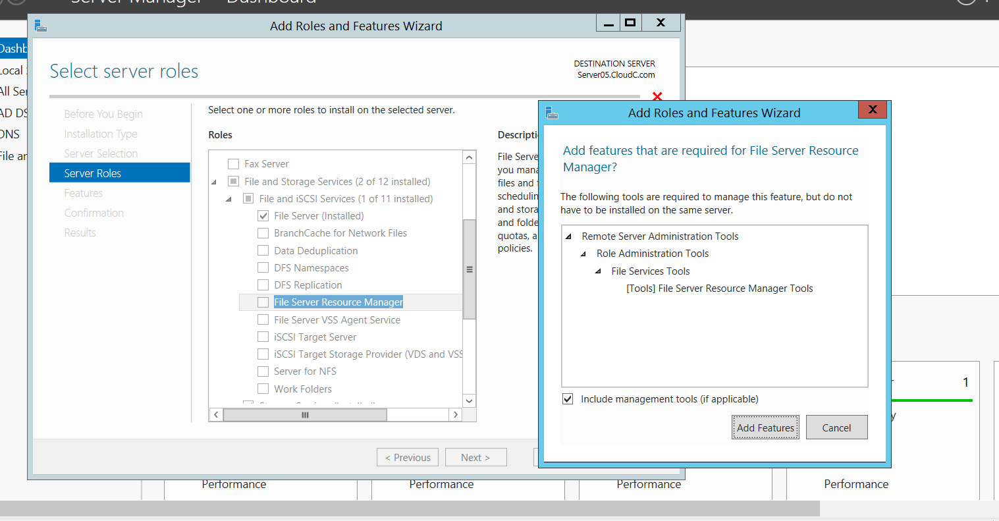 Server Manager Dashboard
Add Roles and Features Wizard
X
Select server roles
DESTINATION SERVER
Server05.CloudC.com
Before You Begin
Installation Type
Server Selection
Server Roles
Features
Confirmation
Results
Select one or more roles to install on the selected server.
Roles
Fax Server
File and Storage Services (2 of 12 installed)
File and iSCSI Services (1 of 11 installed)
File Server (Installed)
BranchCache for Network Files
Data Deduplication
DFS Namespaces
DFS Replication
File Server Resource Manager
File Server VSS Agent Service
iSCSI Target Server
iSCSI Target Storage Provider (VDS and VSS
Server for NFS
Work Folders
Descripti
File Serve
you mana
files and
schedulin
and stora
and folde
quotas, a
policies.
< Previous
Next >
Dashb
Local
All Ser
AD DS
DNS
File an
Add Roles and Features Wizard
X
Add features that are required for File Server Resource
Manager?
The following tools are required to manage this feature, but do not
have to be installed on the same server.
Remote Server Administration Tools
Role Administration Tools
File Services Tools
[Tools] File Server Resource Manager Tools
Include management tools (if applicable)
Add Features
Cancel
1
y
Performance
Performance
Performance
Performance